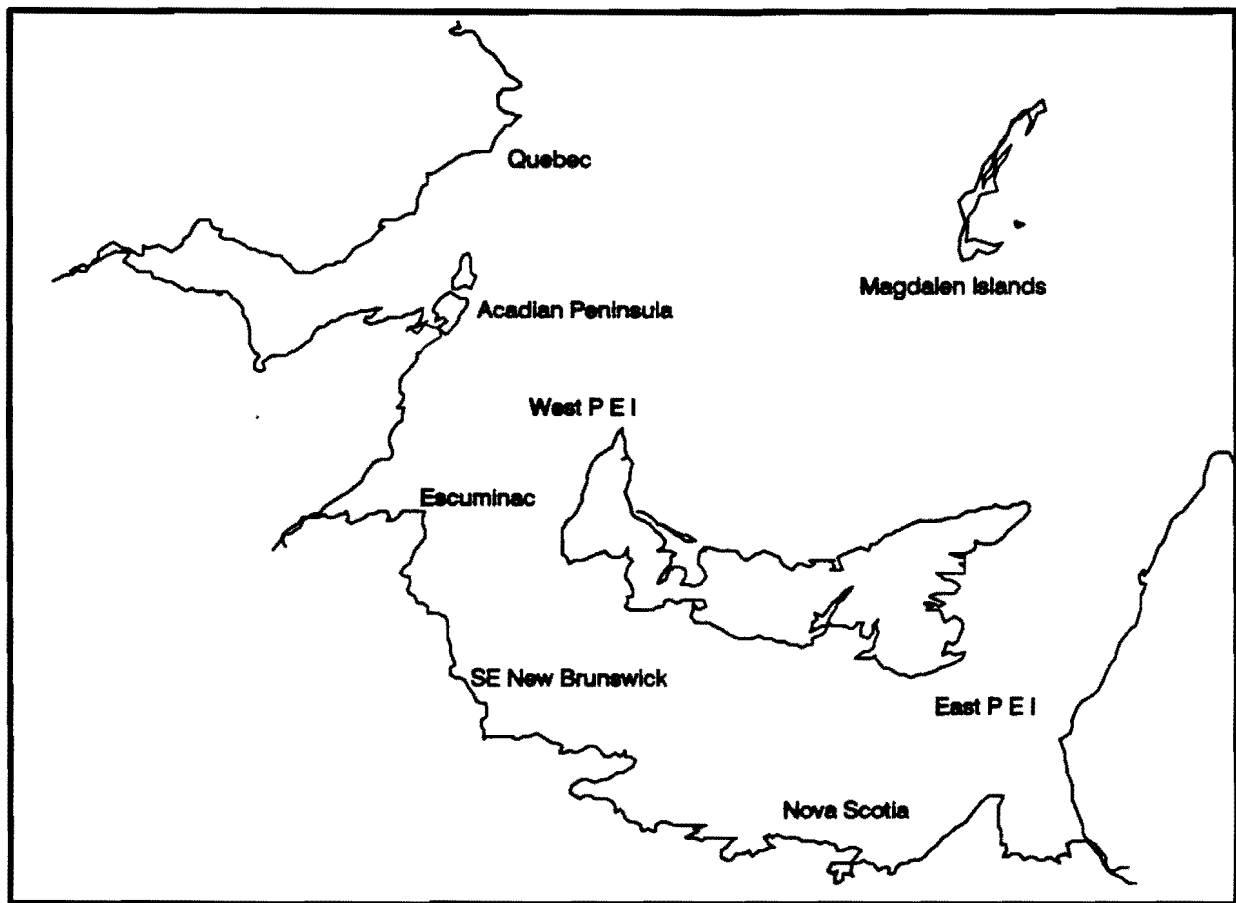 Quebec
Magdalen Islands
Acadian Peninsula
West P E I
Escuminac
SE New Brunswick
East P E I
Nova Scotia